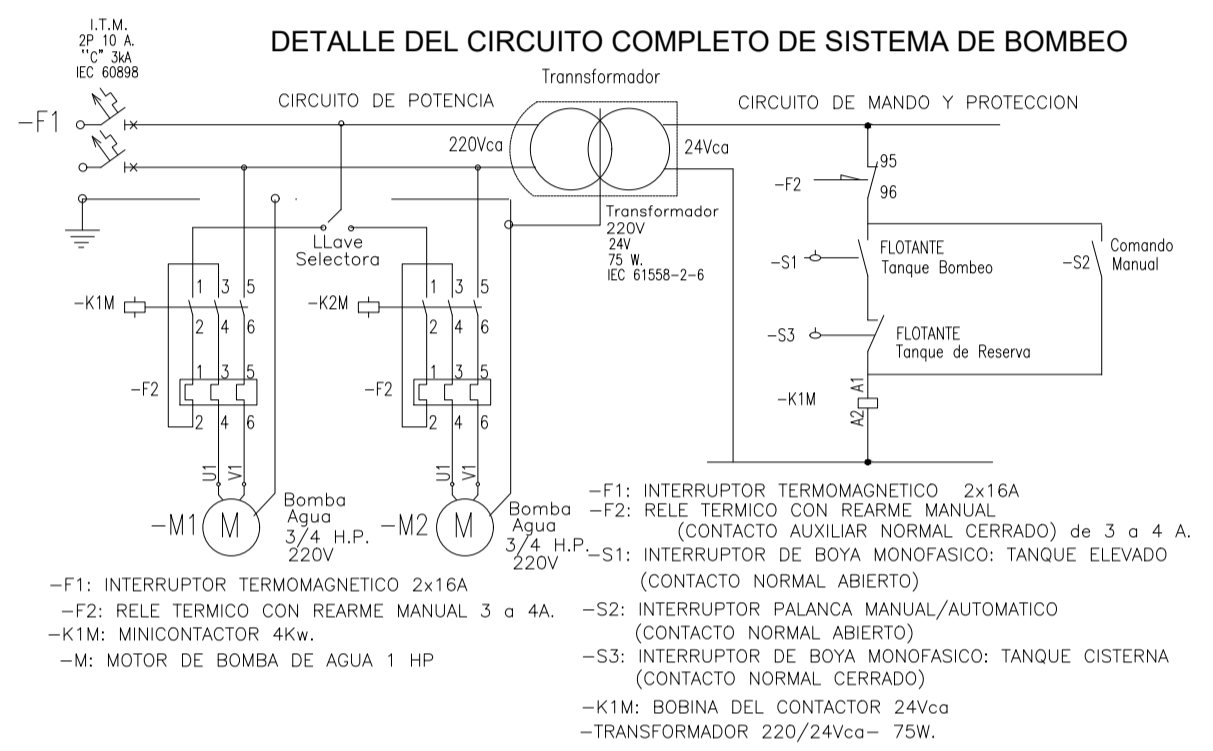 I.T.M.
2P 10 A.
"C" 3kA
IEC 60898
DETALLE DEL CIRCUITO COMPLETO DE SISTEMA DE BOMBEO
Trannsformador
CIRCUITO DE POTENCIA
CIRCUITO DE MANDO Y PROTECCION
-F1
220Vca
24Vca
-F2
95
96
Transformador
220V
24V
75 W.
IEC 61558-2-6
LLave
Selectora
-S1
FLOTANTE
Tanque Bombeo
-S2
Comando
Manual
-K1M
1 3 5
2 4 6
-K2M
1 3 5
2 4 6
-S3
FLOTANTE
Tanque de Reserva
-F2
1 3 5
2 4 6
-F2
1 3 5
2 4 6
-K1M
A1
A2
U1 V1
U1 V1
-M1
M
Bomba
Agua
3/4 H.P.
220V
-M2
M
Bomba
Agua
3/4 H.P.
220V
-F1: INTERRUPTOR TERMOMAGNETICO 2x16A
-F2: RELE TERMICO CON REARME MANUAL 3 a 4A.
-K1M: MINICONTACTOR 4Kw.
-M: MOTOR DE BOMBA DE AGUA 1 HP
-F1: INTERRUPTOR TERMOMAGNETICO 2x16A
-F2: RELE TERMICO CON REARME MANUAL
(CONTACTO AUXILIAR NORMAL CERRADO) de 3 a 4 A.
-S1: INTERRUPTOR DE BOYA MONOFASICO: TANQUE ELEVADO
(CONTACTO NORMAL ABIERTO)
-S2: INTERRUPTOR PALANCA MANUAL/AUTOMATICO
(CONTACTO NORMAL ABIERTO)
-S3: INTERRUPTOR DE BOYA MONOFASICO: TANQUE CISTERNA
(CONTACTO NORMAL CERRADO)
-K1M: BOBINA DEL CONTACTOR 24Vca
-TRANSFORMADOR 220/24Vca- 75W.